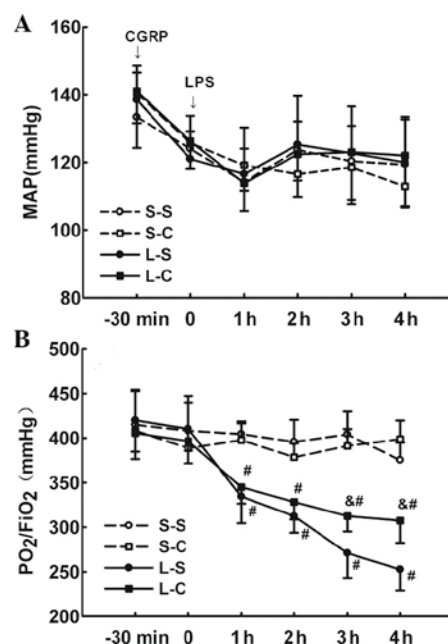 A
160
CGRP
LPS
140
120
100
80
MAP(mmHg)
S-S
S-C
L-S
L-C
-30 min 0 1h 2h 3h 4h
B
500
450
400
350
300
250
200
PO2/FiO2 (mmHg)
# # &# &#
# # # #
S-S
S-C
L-S
L-C
-30 min 0 1h 2h 3h 4h